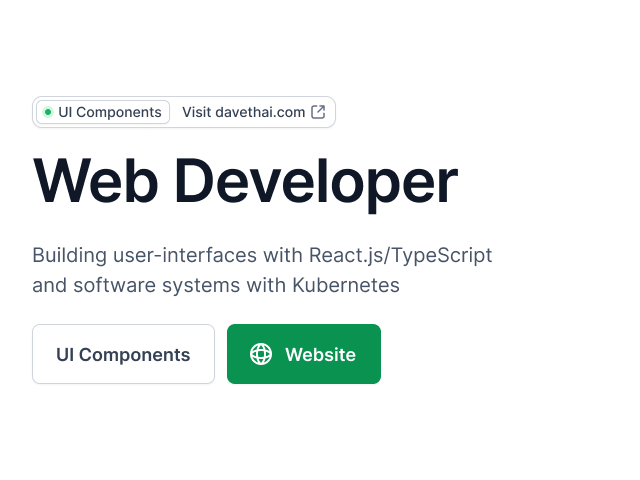 UI Components Visit davethai.com
Web Developer
Building user-interfaces with React.js/TypeScript
and software systems with Kubernetes
UI Components Website